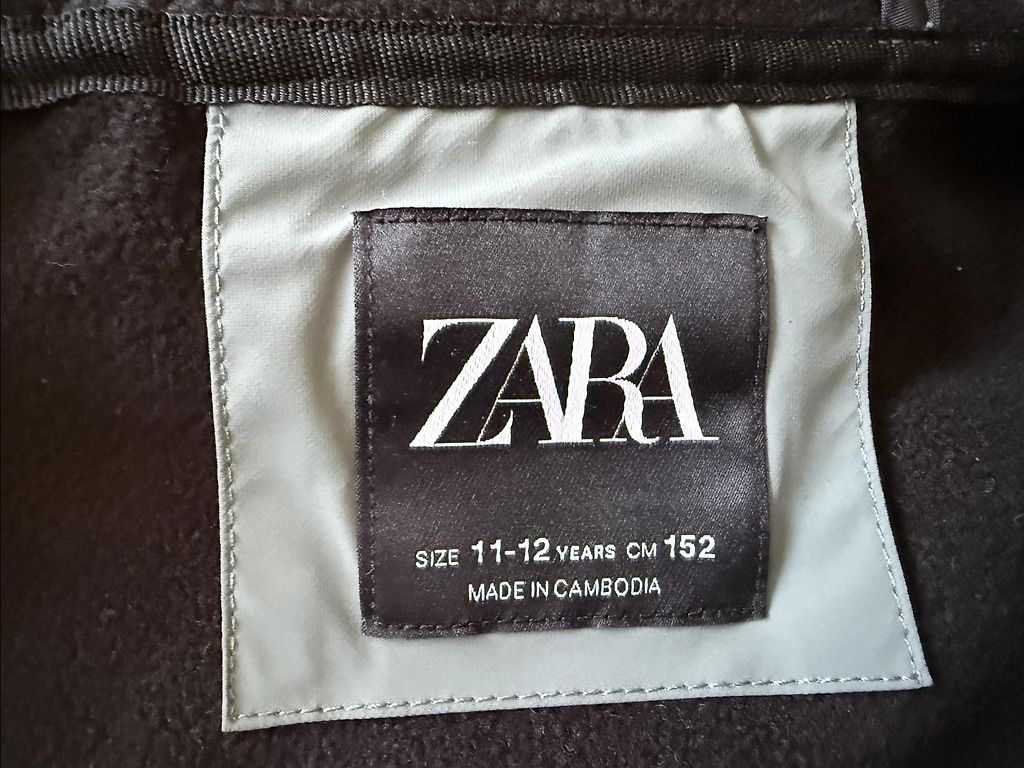 ZARA
SIZE 11-12 YEARS CM 152
MADE IN CAMBODIA